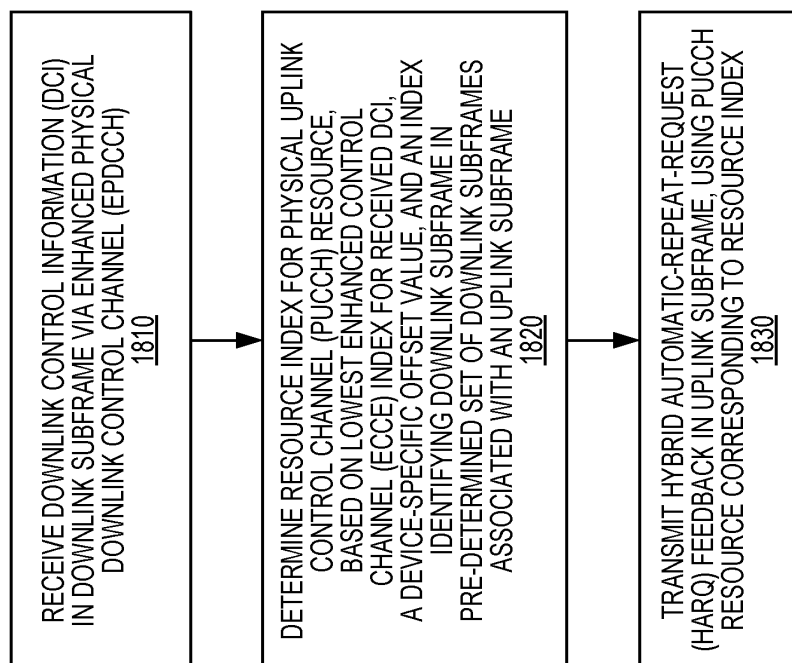 RECEIVE DOWNLINK CONTROL INFORMATION (DCI)
IN DOWNLINK SUBFRAME VIA ENHANCED PHYSICAL
DOWNLINK CONTROL CHANNEL (EPDCCH)
1810
DETERMINE RESOURCE INDEX FOR PHYSICAL UPLINK
CONTROL CHANNEL (PUCCH) RESOURCE,
BASED ON LOWEST ENHANCED CONTROL
CHANNEL (ECCE) INDEX FOR RECEIVED DCI,
A DEVICE-SPECIFIC OFFSET VALUE, AND AN INDEX
IDENTIFYING DOWNLINK SUBFRAME IN
PRE-DETERMINED SET OF DOWNLINK SUBFRAMES
ASSOCIATED WITH AN UPLINK SUBFRAME
1820
TRANSMIT HYBRID AUTOMATIC-REPEAT-REQUEST
(HARQ) FEEDBACK IN UPLINK SUBFRAME, USING PUCCH
RESOURCE CORRESPONDING TO RESOURCE INDEX
1830